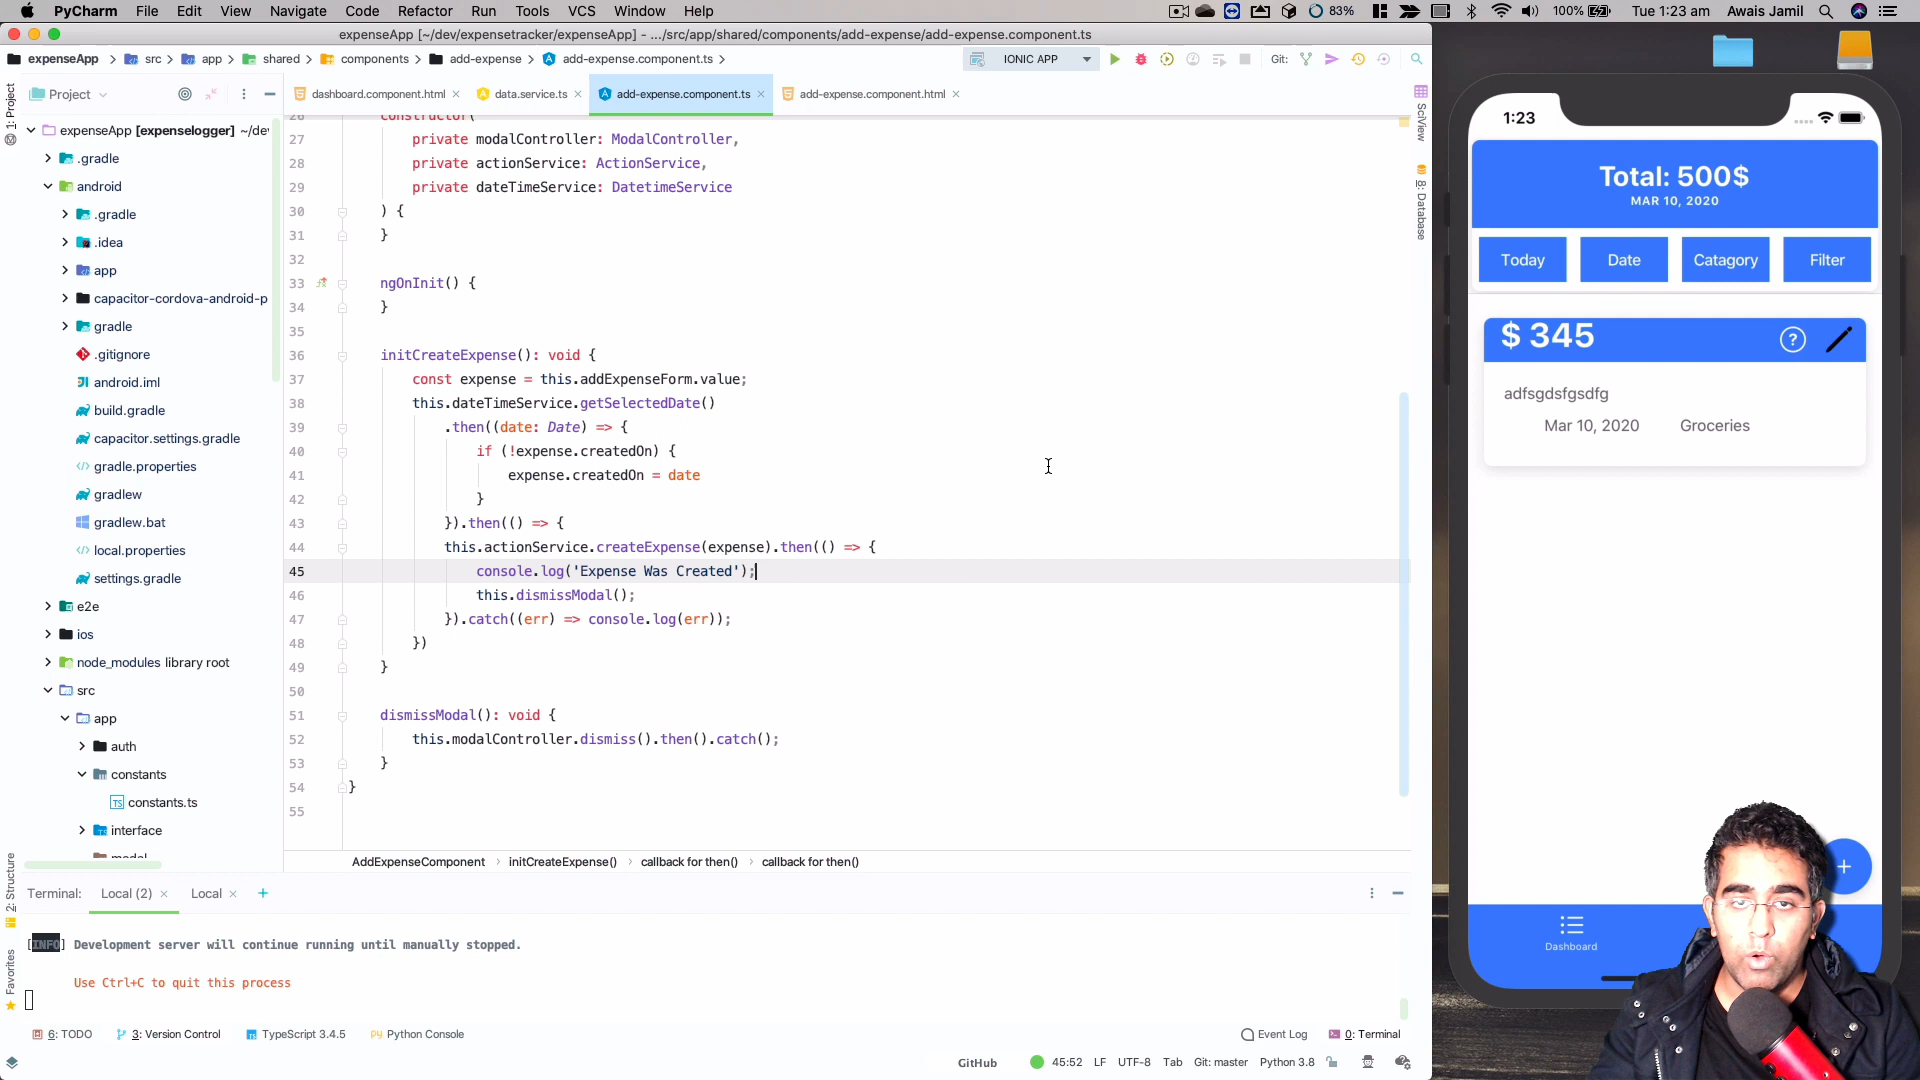 PyCharm File Edit View Navigate Code Refactor Run Tools VCS Window Help
83% 100% Tue 1:23 am Awais Jamil
expenseApp [~/dev/expensetracker/expenseApp] - .../src/app/shared/components/add-expense/add-expense.component.ts
expenseApp src app shared components add-expense add-expense.component.ts
IONIC APP Git:
1: Project
Project
dashboard.component.html data.service.ts add-expense.component.ts add-expense.component.html
SciView
8: Database
expenseApp [expenselogger] ~/dev
.gradle
android
.gradle
.idea
app
capacitor-cordova-android-p
gradle
.gitignore
android.iml
build.gradle
capacitor.settings.gradle
gradle.properties
gradlew
gradlew.bat
local.properties
settings.gradle
e2e
ios
node_modules library root
src
app
auth
constants
constants.ts
interface
modal
26 constructor(
27 private modalController: ModalController,
28 private actionService: ActionService,
29 private dateTimeService: DatetimeService
30 ) {
31 }
32
33 ngOnInit() {
34 }
35
36 initCreateExpense(): void {
37 const expense = this.addExpenseForm.value;
38 this.dateTimeService.getSelectedDate()
39 .then((date: Date) => {
40 if (!expense.createdOn) {
41 expense.createdOn = date
42 }
43 }).then(() => {
44 this.actionService.createExpense(expense).then(() => {
45 console.log('Expense Was Created');
46 this.dismissModal();
47 }).catch((err) => console.log(err));
48 })
49 }
50
51 dismissModal(): void {
52 this.modalController.dismiss().then().catch();
53 }
54 }
55
AddExpenseComponent initCreateExpense() callback for then() callback for then()
2: Structure
Favorites
Terminal: Local (2) Local +
[INFO] Development server will continue running until manually stopped.
Use Ctrl+C to quit this process
6: TODO 3: Version Control TypeScript 3.4.5 Python Console Event Log 0: Terminal
GitHub 45:52 LF UTF-8 Tab Git: master Python 3.8
1:23
Total: 500$
MAR 10, 2020
Today Date Catagory Filter
$ 345
?
adfsgdsfgsdfg
Mar 10, 2020 Groceries
+
Dashboard